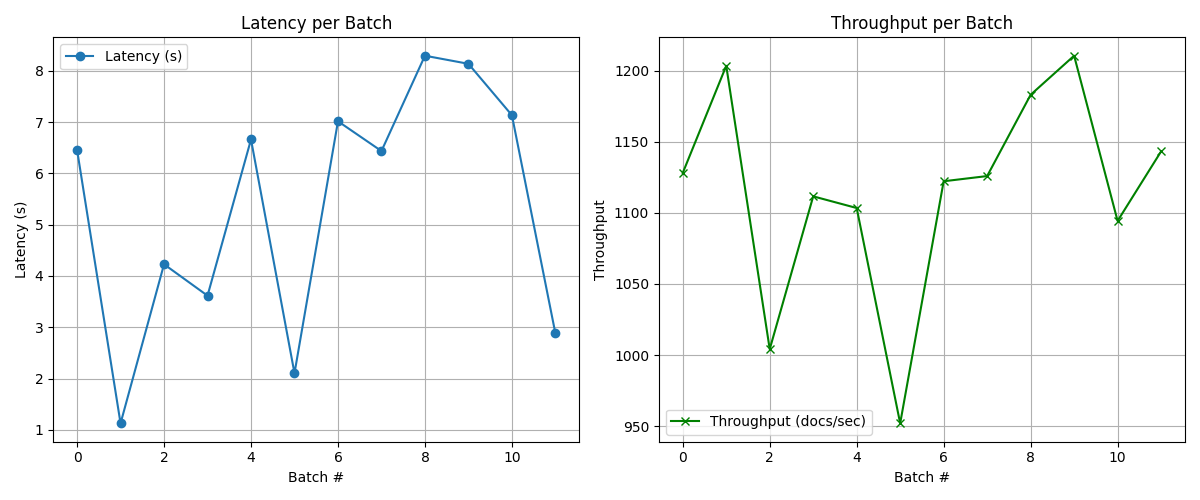 Latency per Batch
Latency (s)
8
7
6
5
4
3
2
1
Latency (s)
0 2 4 6 8 10
Batch #
Throughput per Batch
1200
1150
1100
1050
1000
950
Throughput
Throughput (docs/sec)
0 2 4 6 8 10
Batch #